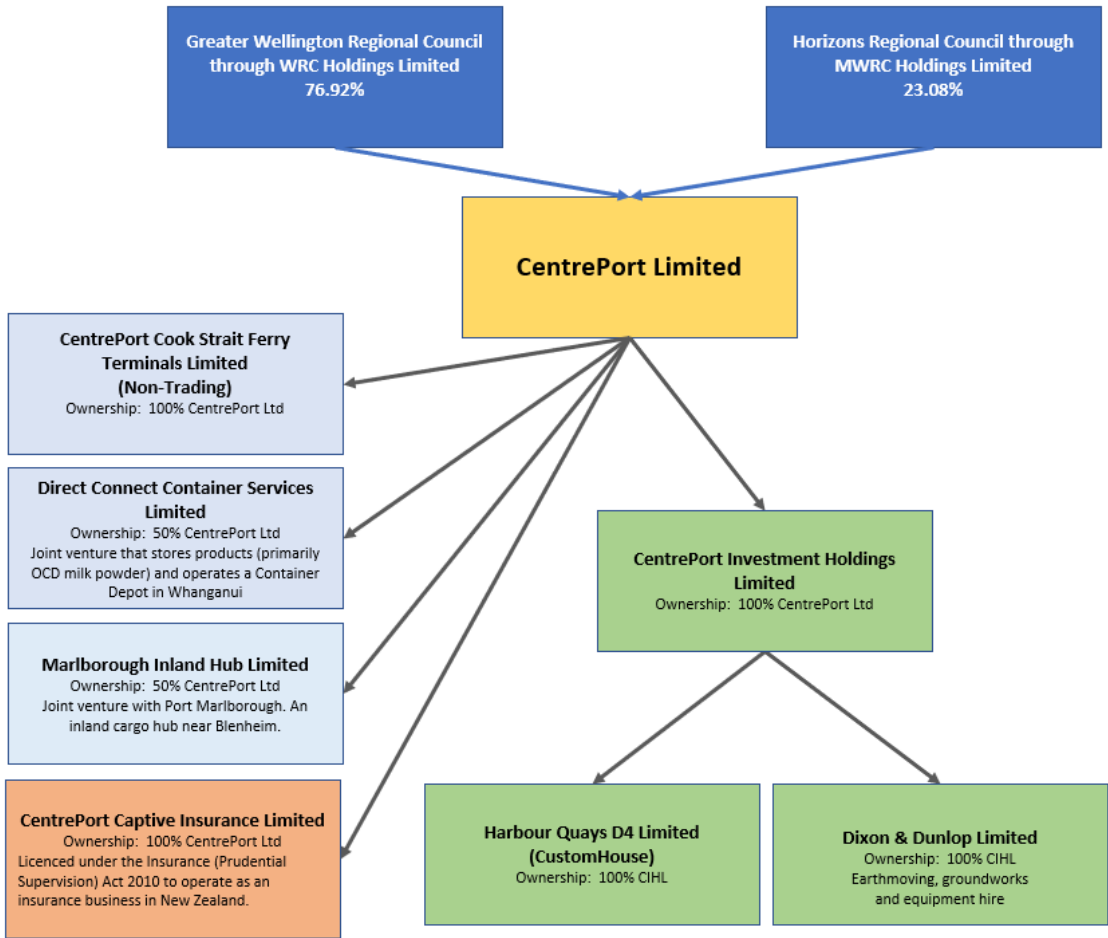 Greater Wellington Regional Council
through WRC Holdings Limited
76.92%
Horizons Regional Council through
MWRC Holdings Limited
23.08%
CentrePort Limited
CentrePort Cook Strait Ferry
Terminals Limited
(Non-Trading)
Ownership: 100% CentrePort Ltd
Direct Connect Container Services
Limited
Ownership: 50% CentrePort Ltd
Joint venture that stores products (primarily
OCD milk powder) and operates a Container
Depot in Whanganui
Marlborough Inland Hub Limited
Ownership: 50% CentrePort Ltd
Joint venture with Port Marlborough. An
inland cargo hub near Blenheim.
CentrePort Captive Insurance Limited
Ownership: 100% CentrePort Ltd
Licenced under the Insurance (Prudential
Supervision) Act 2010 to operate as an
insurance business in New Zealand.
CentrePort Investment Holdings
Limited
Ownership: 100% CentrePort Ltd
Harbour Quays D4 Limited
(CustomHouse)
Ownership: 100% CIHL
Dixon & Dunlop Limited
Ownership: 100% CIHL
Earthmoving, groundworks
and equipment hire